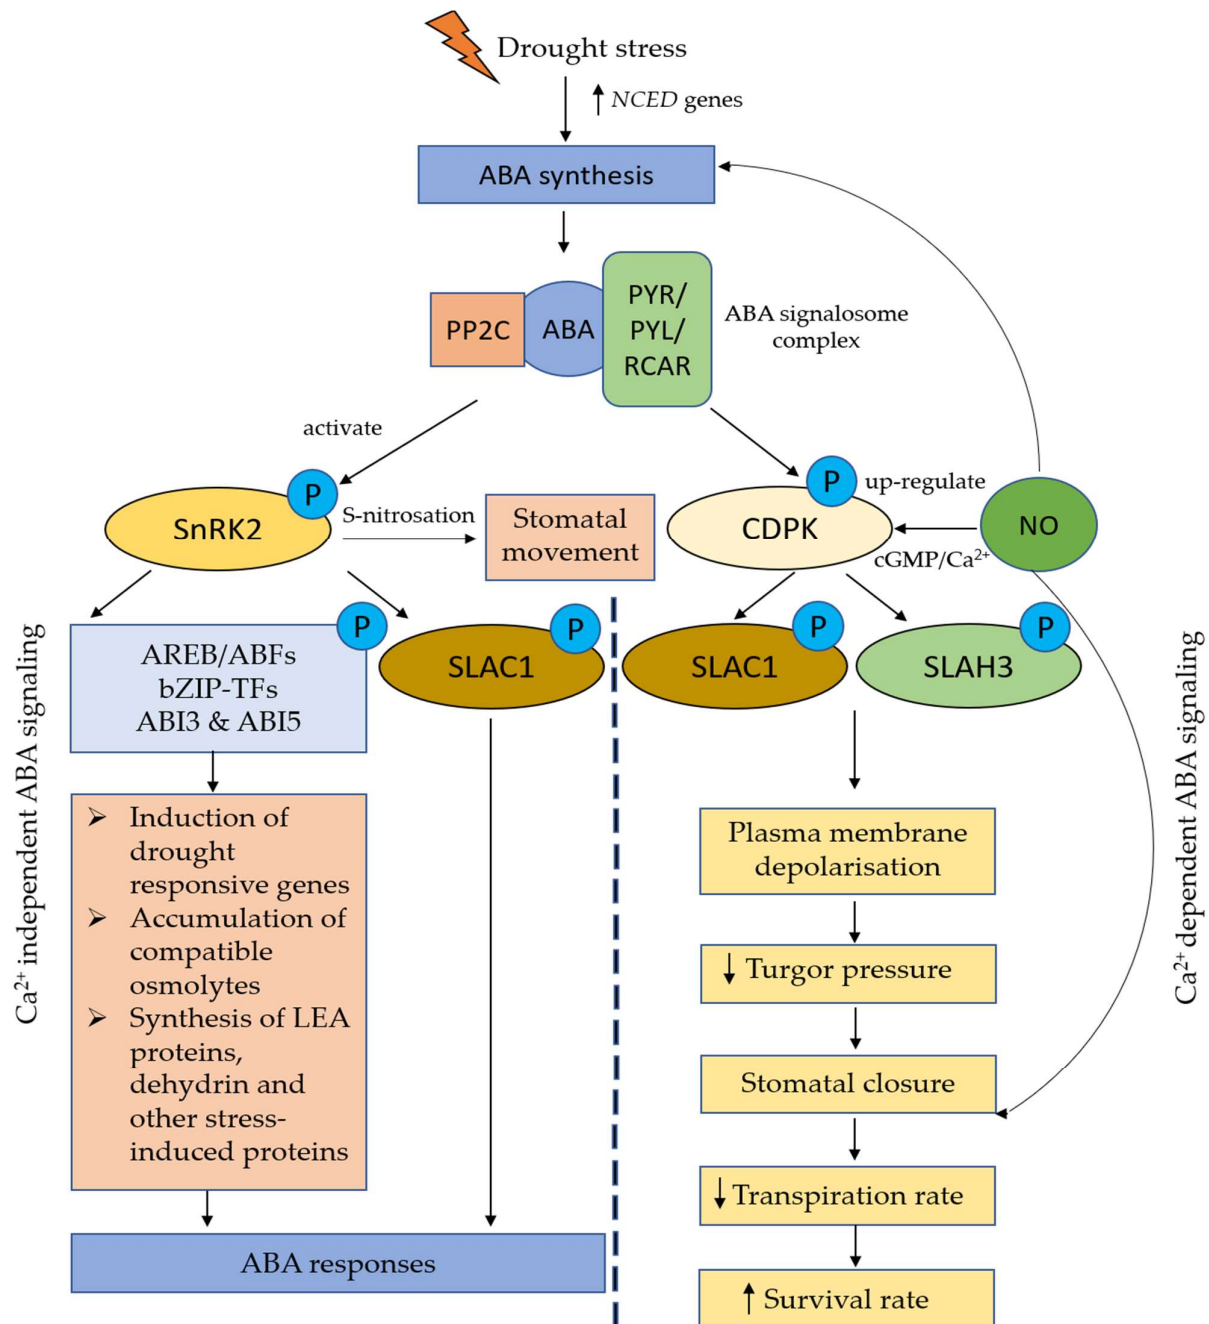 Drought stress
↑ NCED genes
ABA synthesis
PP2C
ABA
PYR/
PYL/
RCAR
ABA signalosome
complex
activate
P
SnRK2
S-nitrosation
Stomatal
movement
P
CDPK
up-regulate
NO
cGMP/Ca²⁺
Ca²⁺ independent ABA signaling
P
AREB/ABFs
bZIP-TFs
ABI3 & ABI5
P
SLAC1
P
SLAC1
P
SLAH3
Ca²⁺ dependent ABA signaling
➢ Induction of
drought
responsive genes
➢ Accumulation of
compatible
osmolytes
➢ Synthesis of LEA
proteins,
dehydrin and
other stress-
induced proteins
ABA responses
Plasma membrane
depolarisation
↓ Turgor pressure
Stomatal closure
↓ Transpiration rate
↑ Survival rate